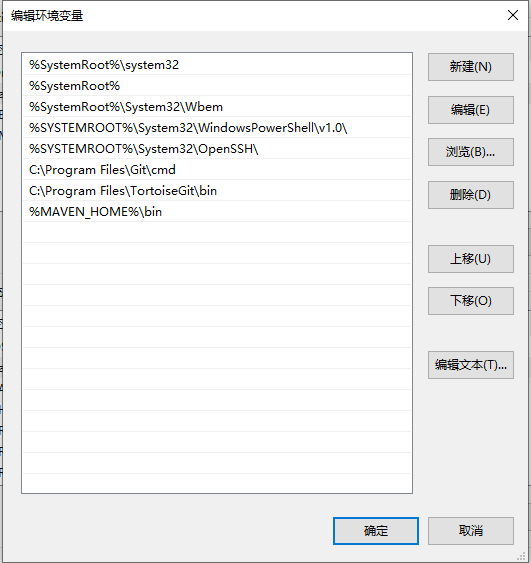 编辑环境变量
%SystemRoot%\system32
%SystemRoot%
%SystemRoot%\System32\Wbem
%SYSTEMROOT%\System32\WindowsPowerShell\v1.0\
%SYSTEMROOT%\System32\OpenSSH\
C:\Program Files\Git\cmd
C:\Program Files\TortoiseGit\bin
%MAVEN_HOME%\bin
新建(N)
编辑(E)
浏览(B)...
删除(D)
上移(U)
下移(O)
编辑文本(T)...
确定
取消